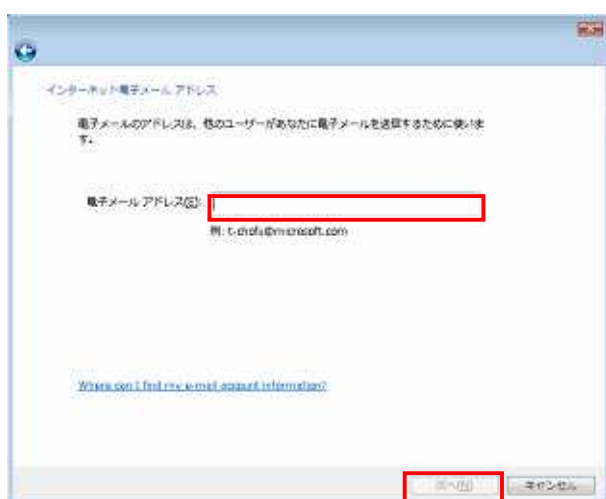 インターネット電子メール アドレス
電子メールのアドレスは、他のユーザーがあなたに電子メールを送信するために使いま
す。
電子メール アドレス(E):
例: t-chofu@microsoft.com
Where can I find my e-mail account information?
次へ(N)
キャンセル